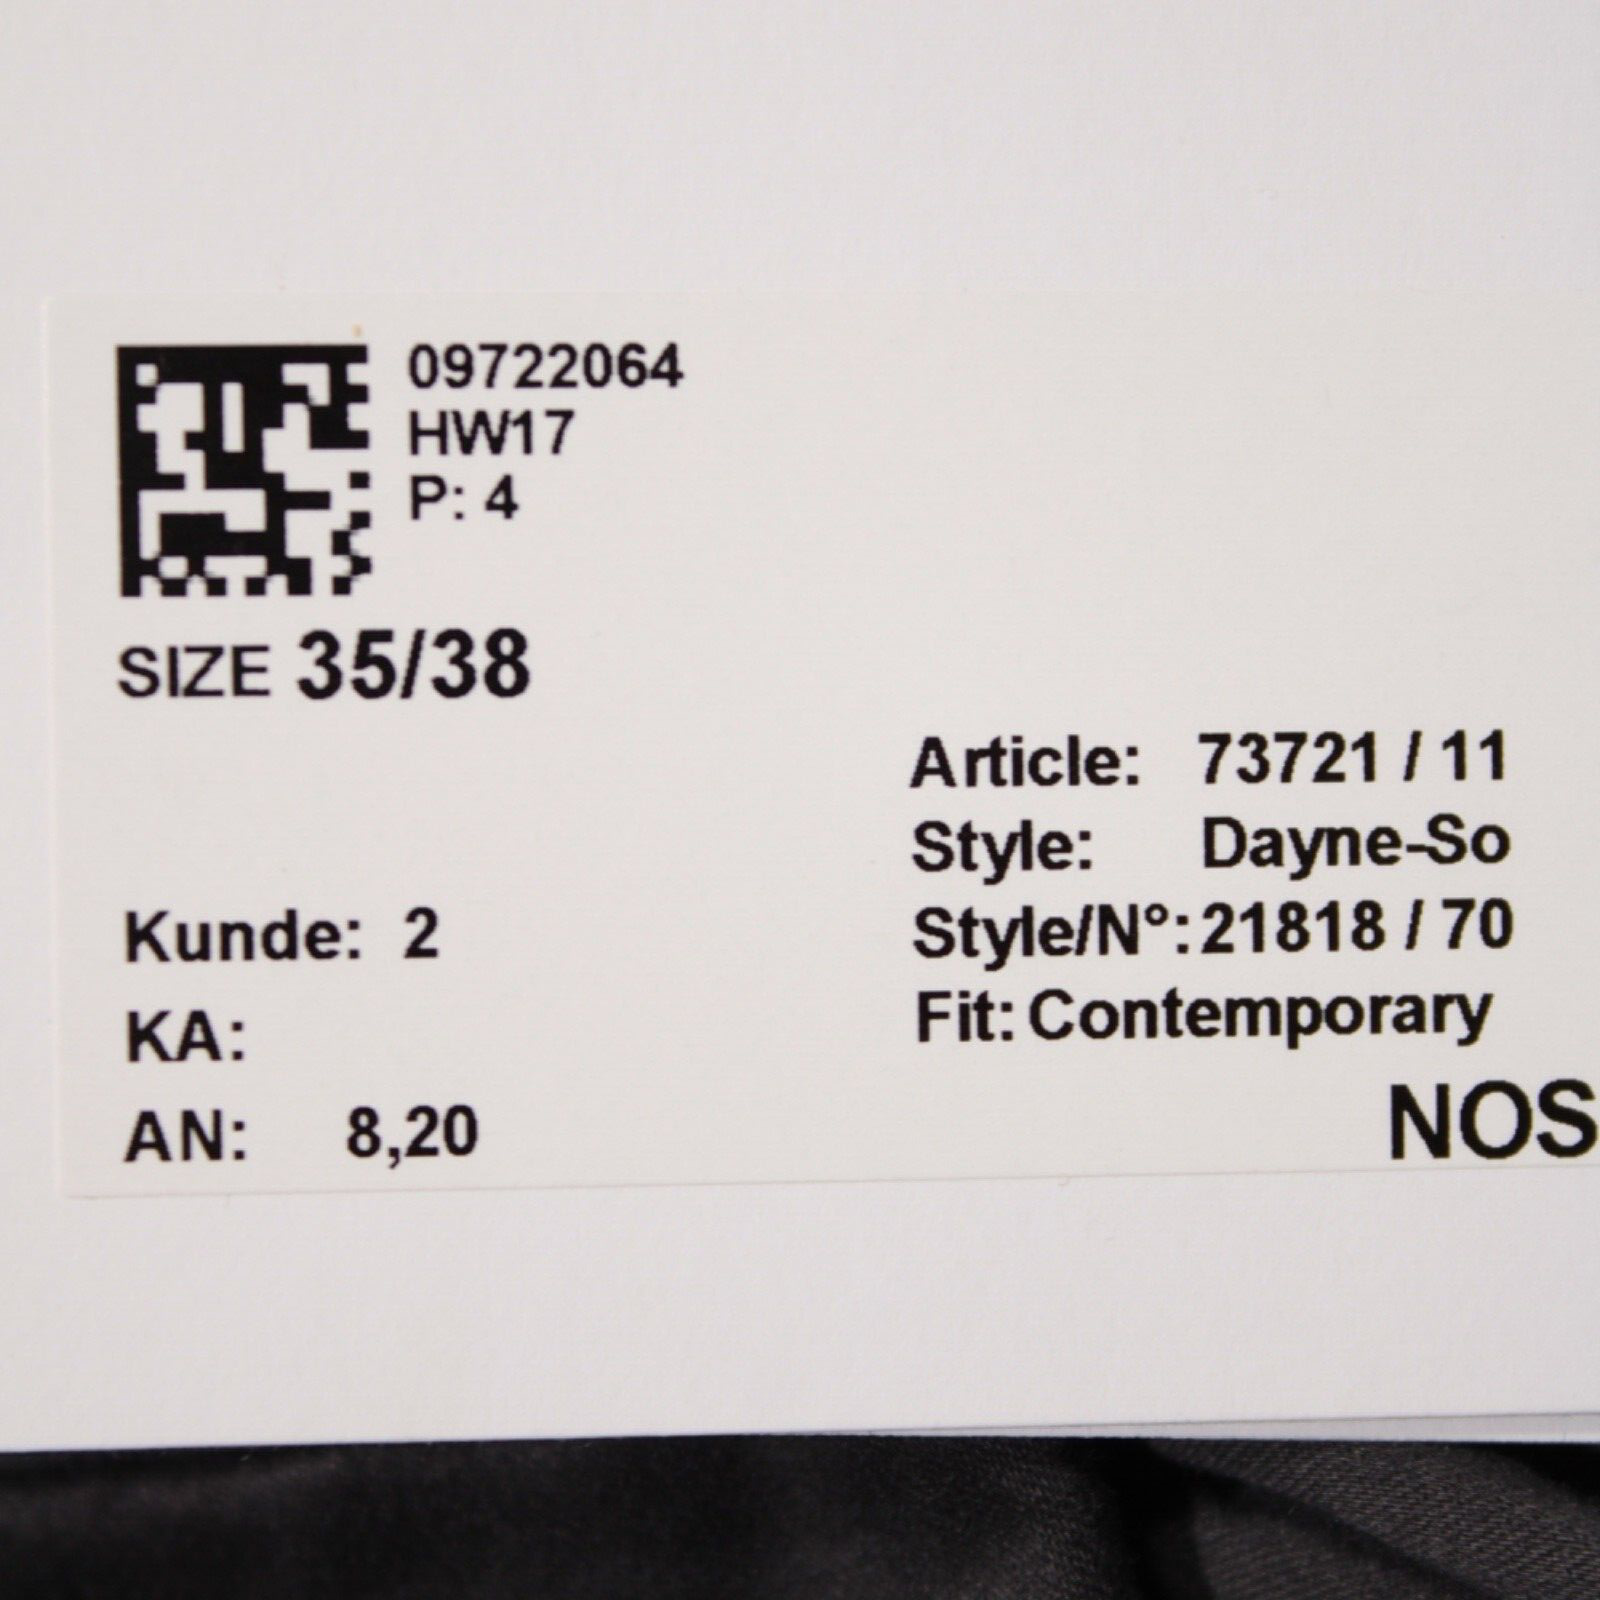 09722064
HW17
P: 4
SIZE 35/38
Article: 73721 / 11
Style: Dayne-So
Style/N°: 21818 / 70
Fit: Contemporary
Kunde: 2
KA:
AN: 8,20
NOS